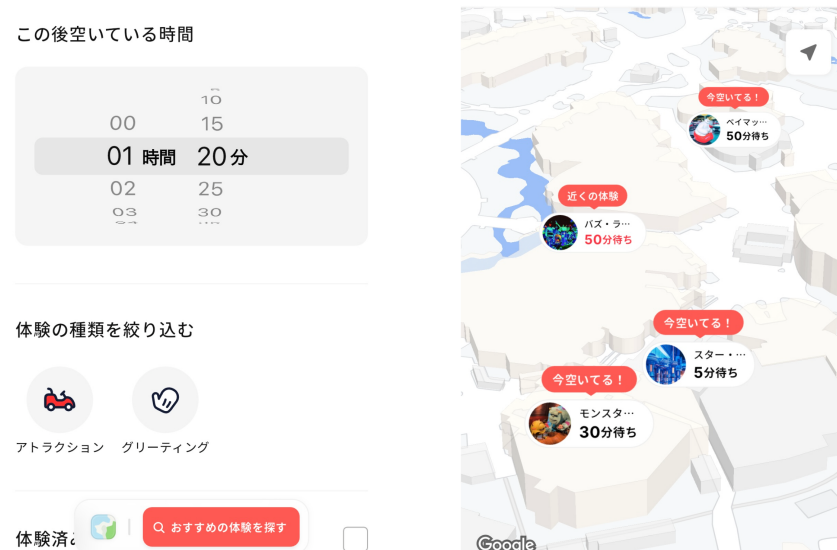 この後空いている時間
10
00 15
01 時間 20 分
02 25
03 30
体験の種類を絞り込む
アトラクション グリーティング
おすすめの体験を探す
体験済
今空いてる！
ベイマッ…
50分待ち
近くの体験
バズ・ラ…
50分待ち
今空いてる！
スター・…
5分待ち
今空いてる！
モンスタ…
30分待ち
Google